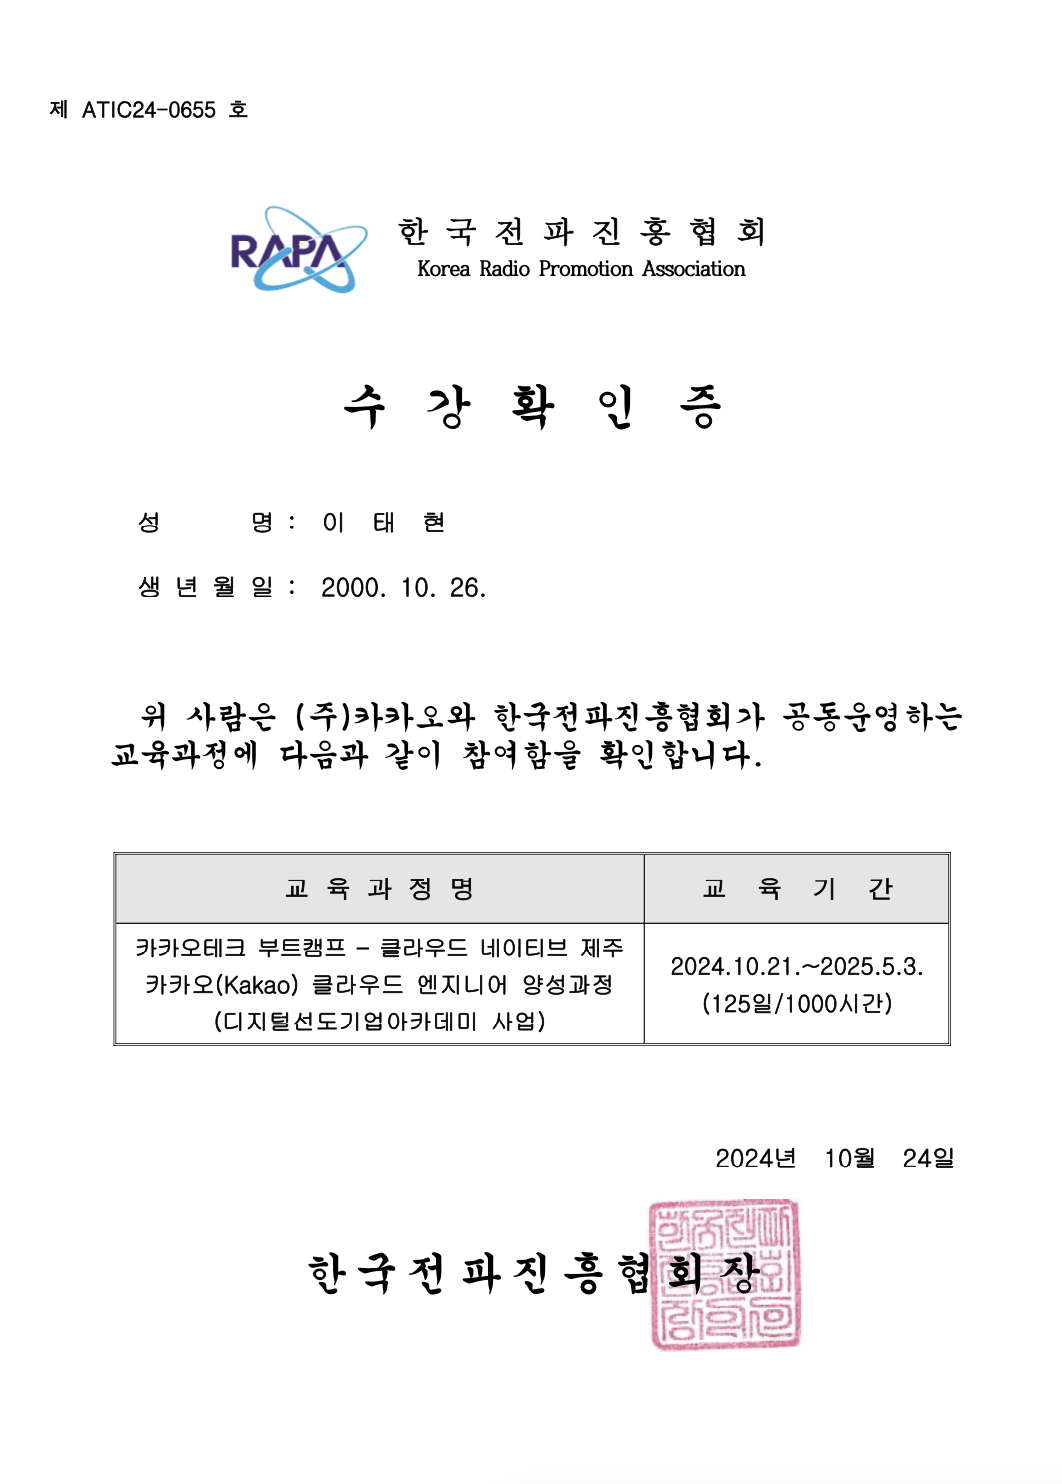 제 ATIC24-0655 호
RAPA
한국전파진흥협회
Korea Radio Promotion Association
수강확인증
성 명 : 이 태 현
생년월일 : 2000. 10. 26.
위 사람은 (주)카카오와 한국전파진흥협회가 공동운영하는
교육과정에 다음과 같이 참여함을 확인합니다.
교육과정명
교 육 기 간
카카오테크 부트캠프 - 클라우드 네이티브 제주
카카오(Kakao) 클라우드 엔지니어 양성과정
(디지털선도기업아카데미 사업)
2024.10.21.~2025.5.3.
(125일/1000시간)
2024년 10월 24일
한국전파진흥협회장